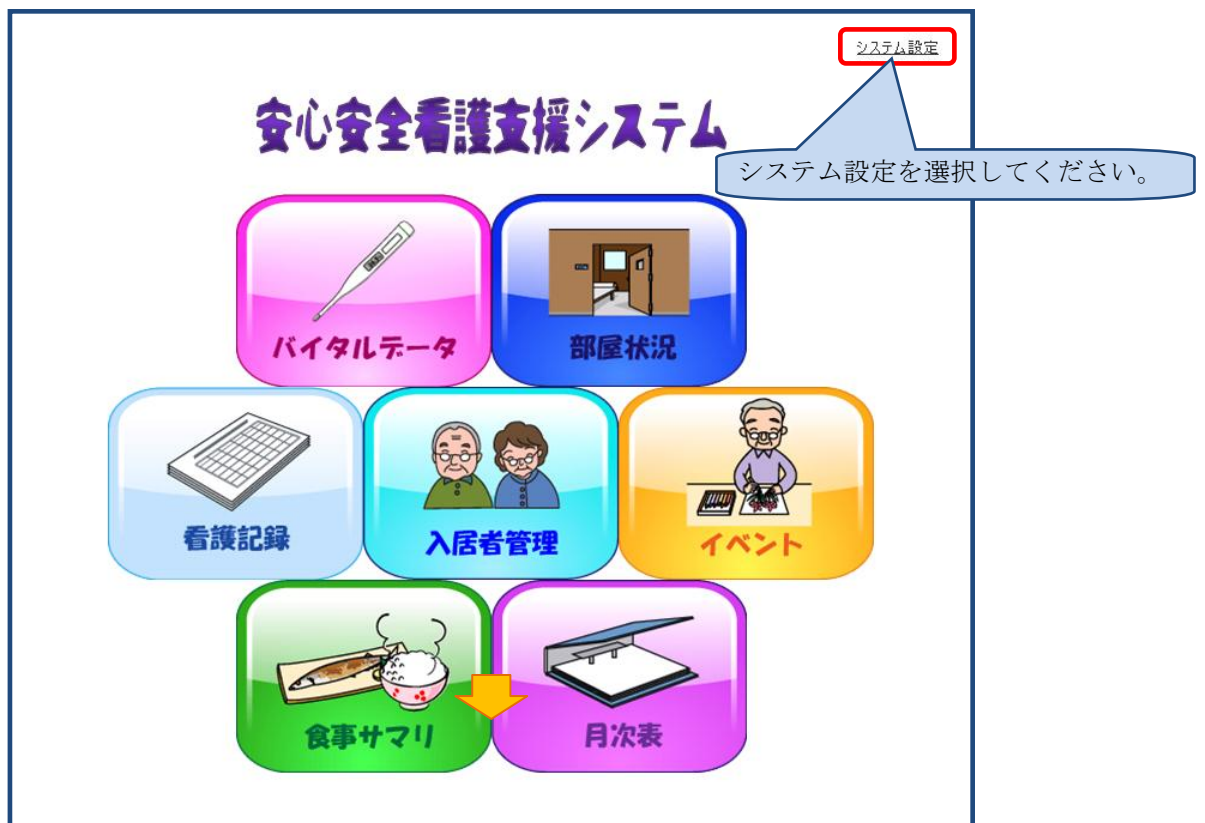 システム設定
安心安全看護支援システム
システム設定を選択してください。
バイタルデータ
部屋状況
看護記録
入居者管理
イベント
食事サマリ
月次表